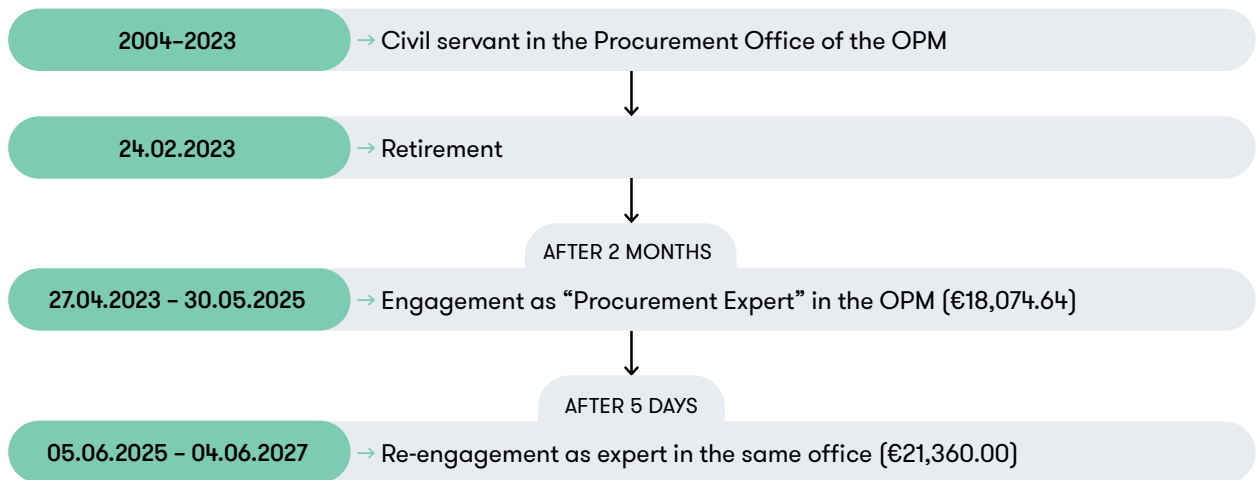 2004–2023 → Civil servant in the Procurement Office of the OPM
24.02.2023 → Retirement
AFTER 2 MONTHS
27.04.2023 – 30.05.2025 → Engagement as “Procurement Expert” in the OPM (€18,074.64)
AFTER 5 DAYS
05.06.2025 – 04.06.2027 → Re-engagement as expert in the same office (€21,360.00)